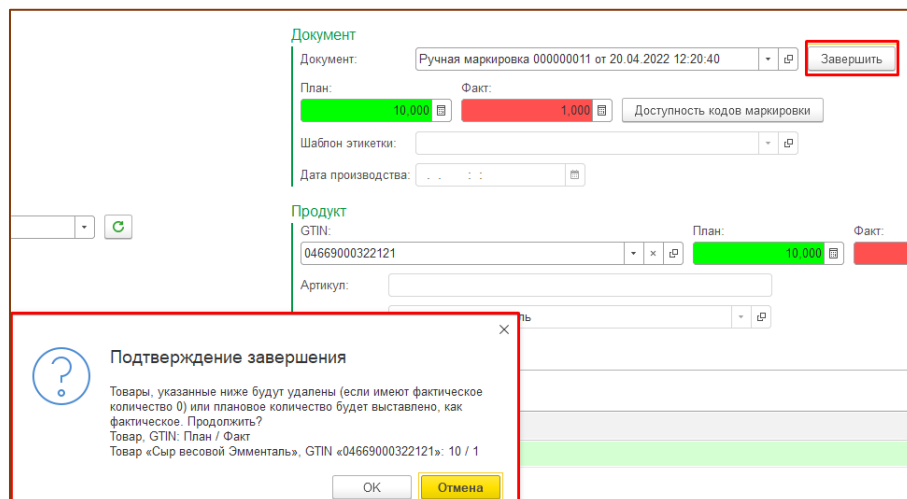 Документ
Документ: Ручная маркировка 000000011 от 20.04.2022 12:20:40 Завершить
План: Факт:
10,000 1,000 Доступность кодов маркировки
Шаблон этикетки:
Дата производства: . . : :
Продукт
GTIN: План: Факт:
04669000322121 10,000
Артикул:
ль
Подтверждение завершения
Товары, указанные ниже будут удалены (если имеют фактическое
количество 0) или плановое количество будет выставлено, как
фактическое. Продолжить?
Товар, GTIN: План / Факт
Товар «Сыр весовой Эмменталь», GTIN «04669000322121»: 10 / 1
OK Отмена